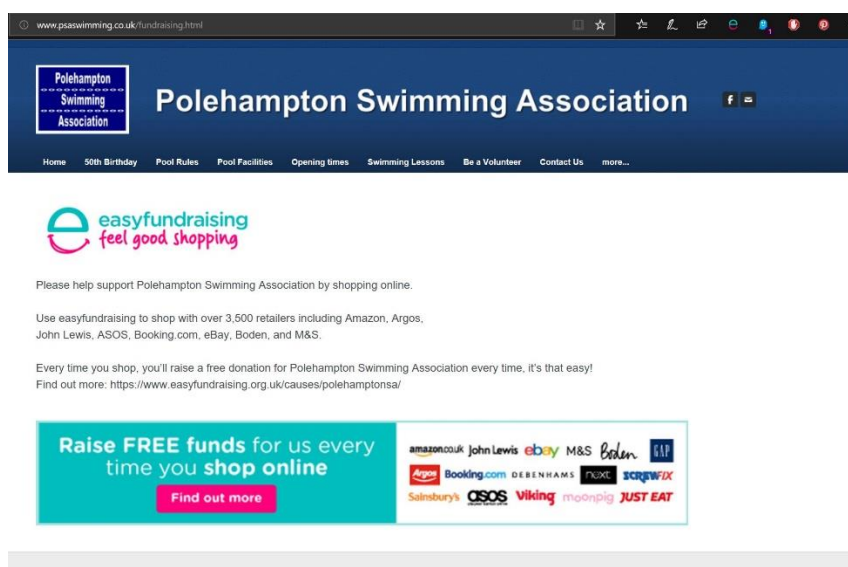 www.psaswimming.co.uk/fundraising.html
1
Polehampton
Swimming
Association
Polehampton Swimming Association
Home 50th Birthday Pool Rules Pool Facilities Opening times Swimming Lessons Be a Volunteer Contact Us more...
easyfundraising
feel good shopping
Please help support Polehampton Swimming Association by shopping online.
Use easyfundraising to shop with over 3,500 retailers including Amazon, Argos,
John Lewis, ASOS, Booking.com, eBay, Boden, and M&S.
Every time you shop, you'll raise a free donation for Polehampton Swimming Association every time, it's that easy!
Find out more: https://www.easyfundraising.org.uk/causes/polehamptonsa/
Raise FREE funds for us every
time you shop online
Find out more
amazon.co.uk John Lewis ebay M&S Boden GAP
Argos Booking.com DEBENHAMS next SCREWFIX
Sainsbury's asos Viking moonpig JUST EAT